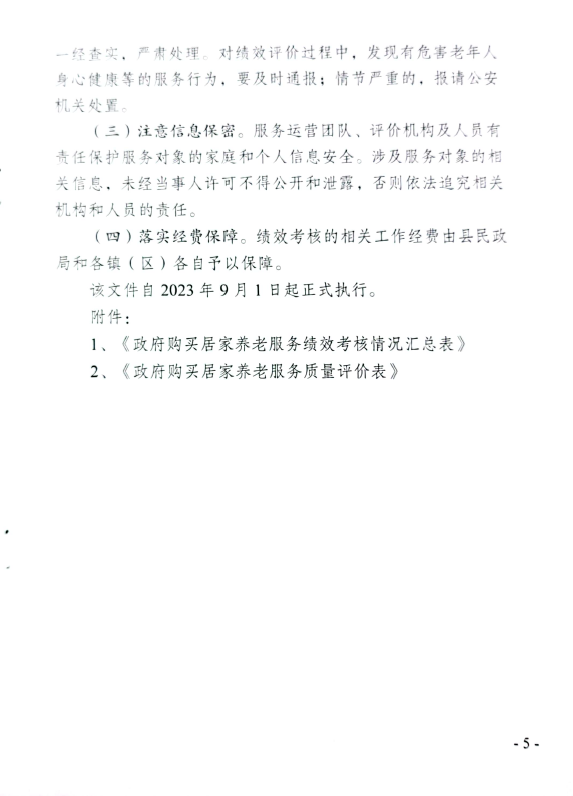 一经查实，严肃处理。对绩效评价过程中，发现有危害老年人
身心健康等的服务行为，要及时通报；情节严重的，报请公安
机关处置。
（三）注意信息保密。服务运营团队、评价机构及人员有
责任保护服务对象的家庭和个人信息安全。涉及服务对象的相
关信息，未经当事人许可不得公开和泄露，否则依法追究相关
机构和人员的责任。
（四）落实经费保障。绩效考核的相关工作经费由县民政
局和各镇（区）各自予以保障。
该文件自 2023 年 9 月 1 日起正式执行。
附件：
1、《政府购买居家养老服务绩效考核情况汇总表》
2、《政府购买居家养老服务质量评价表》
- 5 -